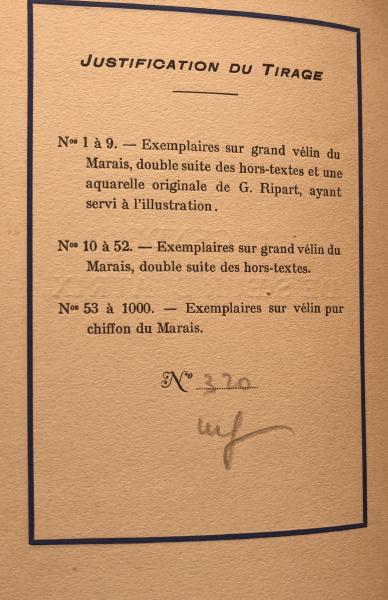 JUSTIFICATION DU TIRAGE
Nos 1 à 9. — Exemplaires sur grand vélin du
Marais, double suite des hors-textes et une
aquarelle originale de G. Ripart, ayant
servi à l'illustration.
Nos 10 à 52. — Exemplaires sur grand vélin du
Marais, double suite des hors-textes.
Nos 53 à 1000. — Exemplaires sur vélin pur
chiffon du Marais.
No 320